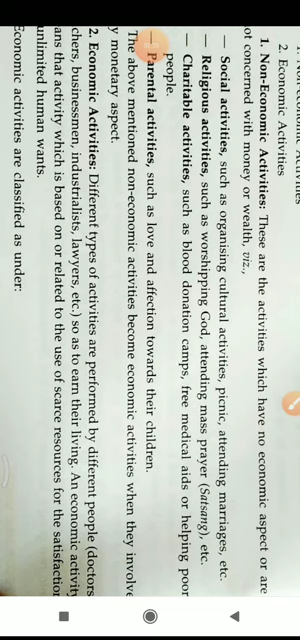 1. Non-Economic Activities
2. Economic Activities
1. Non-Economic Activities: These are the activities which have no economic aspect or are
ot concerned with money or wealth, viz.,
— Social activities, such as organising cultural activities, picnic, attending marriages, etc.
— Religious activities, such as worshipping God, attending mass prayer (Satsang), etc.
— Charitable activities, such as blood donation camps, free medical aids or helping poor
people.
— Parental activities, such as love and affection towards their children.
The above mentioned non-economic activities become economic activities when they involve
y monetary aspect.
2. Economic Activities: Different types of activities are performed by different people (doctors
chers, businessmen, industrialists, lawyers, etc.) so as to earn their living. An economic activity
ans that activity which is based on or related to the use of scarce resources for the satisfaction
unlimited human wants.
Economic activities are classified as under: